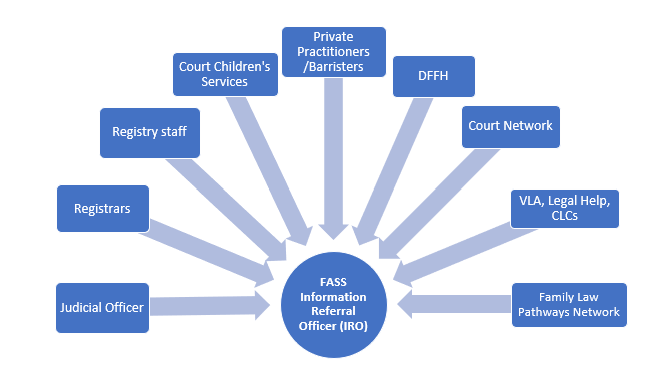 Private
Practitioners
/Barristers
Court Children's
Services
DFFH
Registry staff
Court Network
Registrars
VLA, Legal Help,
CLCs
Judicial Officer
FASS
Information
Referral
Officer (IRO)
Family Law
Pathways Network